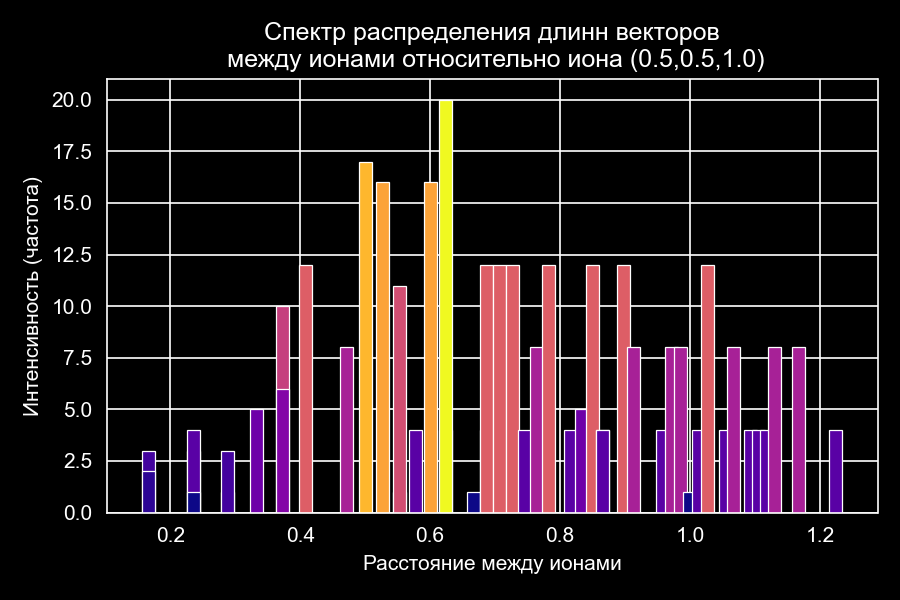 Спектр распределения длинн векторов
между ионами относительно иона (0.5,0.5,1.0)
Интенсивность (частота)
20.0
17.5
15.0
12.5
10.0
7.5
5.0
2.5
0.0
0.2 0.4 0.6 0.8 1.0 1.2
Расстояние между ионами